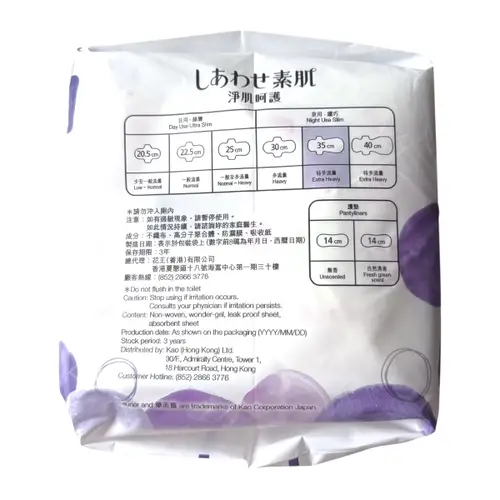 しあわせ素肌
淨肌呵護
日用 · 綿薄
Day Use Ultra Slim
夜用 · 纖巧
Night Use Slim
20.5cm
22.5cm
25cm
30cm
35cm
40cm
少至一般流量
Low - Normal
一般流量
Normal
一般至多流量
Normal - Heavy
多流量
Heavy
特多流量
Extra Heavy
特多流量
Extra Heavy
護墊
Pantyliners
14cm
14cm
無香
Unscented
自然清香
Fresh green scent
*請勿沖入廁內
注意: 如有過敏現象,請暫停使用。
如此情況持續,請諮詢妳的家庭醫生。
成分: 不織布、高分子聚合體、防漏膜、吸收紙
製造日期: 表示於包裝袋上 (數字前8碼為年月日 - 西曆日期)
保存期限: 3年
總代理: 花王(香港)有限公司
香港夏慤道十八號海富中心第一期三十樓
顧客熱線: (852) 2866 3776
*Do not flush in the toilet
Caution: Stop using if irritation occurs.
Consults your physician if irritation persists.
Content: Non-woven, wonder-gel, leak proof sheet,
absorbent sheet
Production date: As shown on the packaging (YYYY/MM/DD)
Stock period: 3 years
Distributed by: Kao (Hong Kong) Ltd.
30/F., Admiralty Centre, Tower 1,
18 Harcourt Road, Hong Kong
Customer Hotline: (852) 2866 3776
and 樂而雅 are trademarks of Kao Corporation Japan.